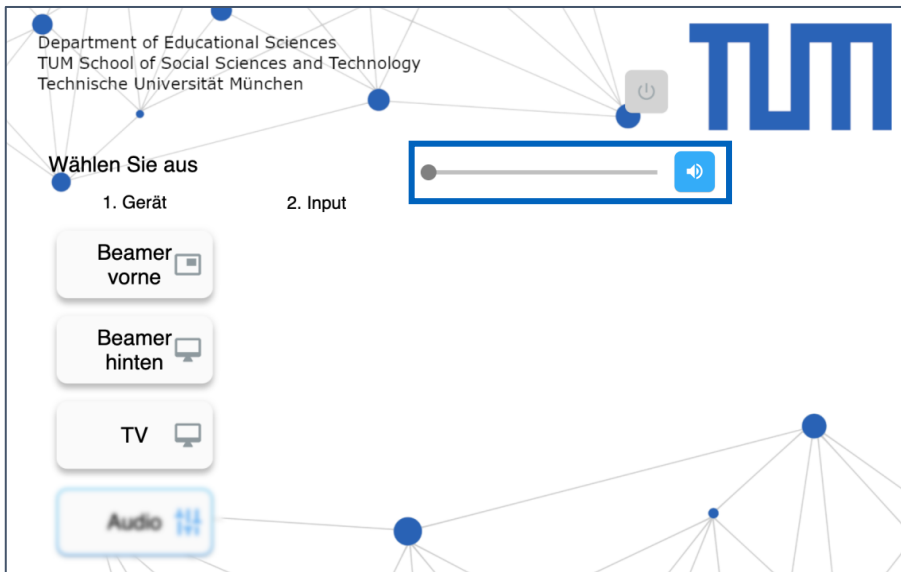 Department of Educational Sciences
TUM School of Social Sciences and Technology
Technische Universität München
TUM
Wählen Sie aus
1. Gerät
2. Input
Beamer
vorne
Beamer
hinten
TV
Audio